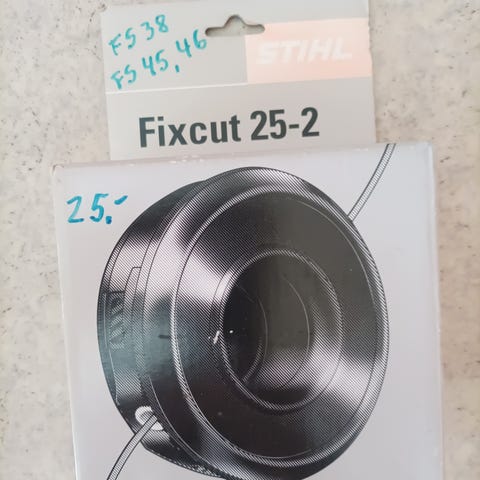 FS 38
FS 45, 46
STIHL
Fixcut 25-2
25,-